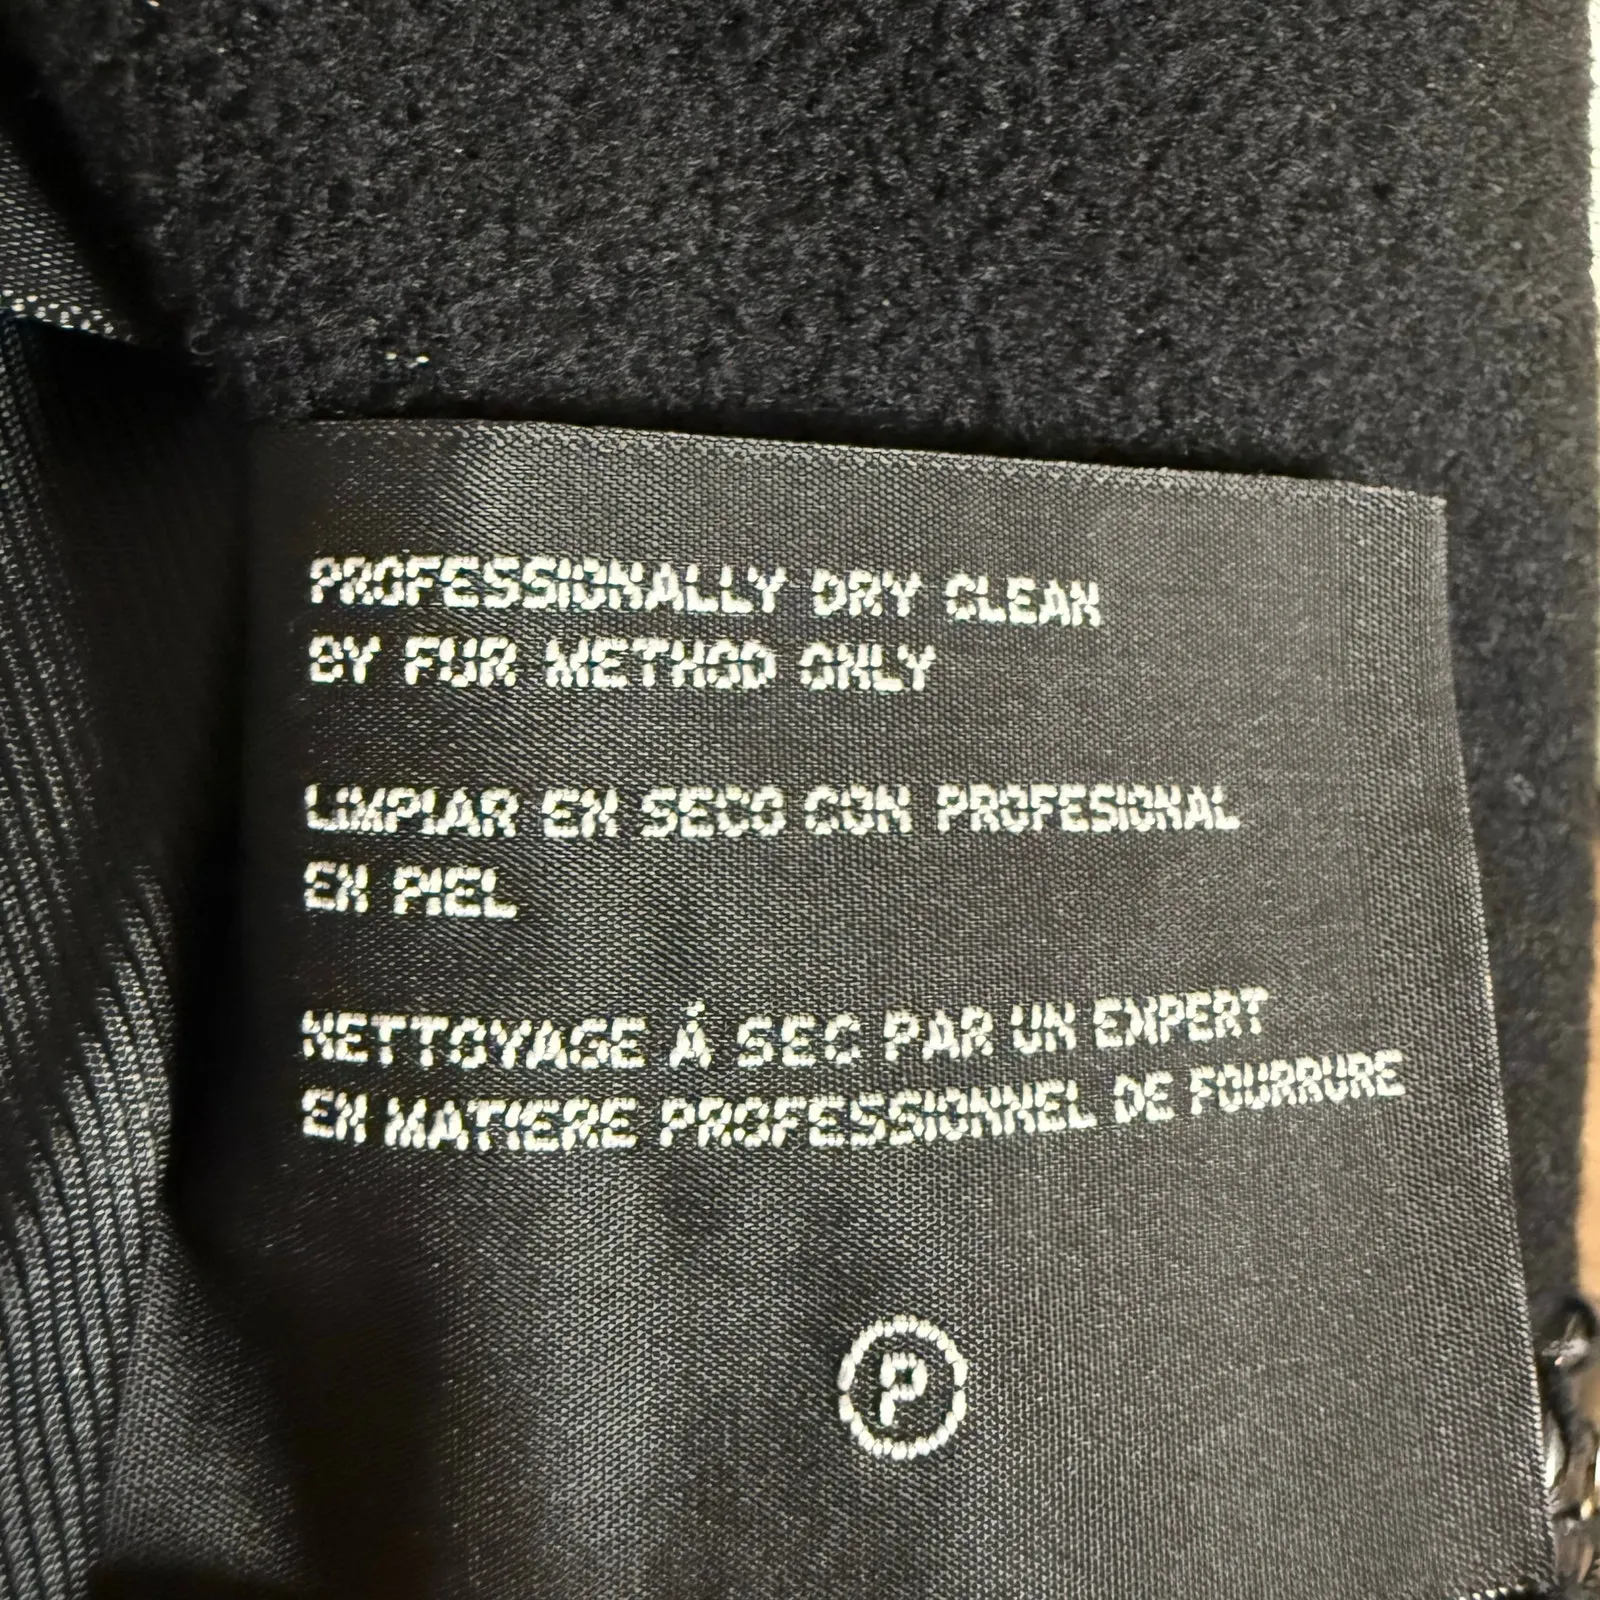 PROFESSIONALLY DRY CLEAN
BY FUR METHOD ONLY
LIMPIAR EN SECO CON PROFESIONAL
EN PIEL
NETTOYAGE Á SEC PAR UN EXPERT
EN MATIERE PROFESSIONNEL DE FOURRURE
P